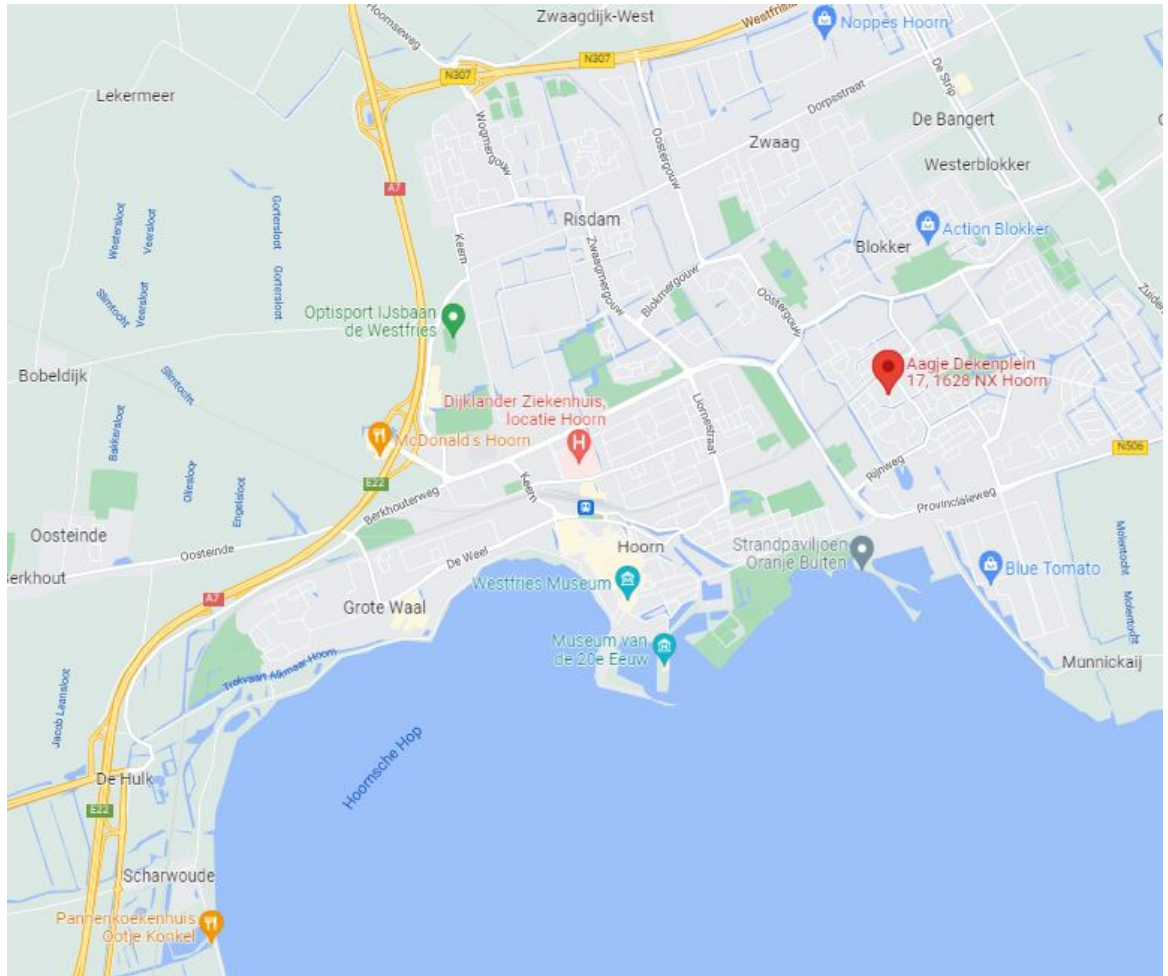 Zwaagdijk-West
Hoornseweg
Westfris
Noppes Hoorn
N307
N307
De Strip
Lekermeer
Wogmergouw
Dorpsstraat
De Bangert
Oostergouw
Zwaag
Westerblokker
A7
Westersloot
Veersloot
Gortersloot
Risdam
Keern
Zwaagmergouw
Action Blokker
Blokker
Slimtocht
Veersloot
Gortersloot
Blokmergouw
Oostergouw
Zuider
Optisport IJsbaan
de Westfries
Bobeldijk
Slimtocht
Aagje Dekenplein
17, 1628 NX Hoorn
Dijklander Ziekenhuis,
locatie Hoorn
Liornestraat
Bakkersloot
McDonald's Hoorn
H
N506
Oliesloot
Engelsloot
E22
Keern
Rijnweg
Berkhouterweg
Provincialeweg
Oosteinde
Oosteinde
De Weel
Hoorn
Strandpaviljoen
Oranje Buiten
Molentocht
Berkhout
Westfries Museum
Blue Tomato
A7
Grote Waal
Molentocht
Museum van
de 20e Eeuw
Munnickaij
Trekvaart Alkmaar-Hoorn
Jacob Laansloot
Hoornsche Hop
De Hulk
E22
Scharwoude
Pannenkoekenhuis
Ootje Konkel